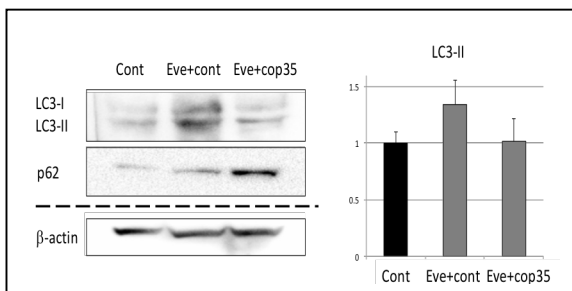 Cont Eve+cont Eve+cop35
LC3-I
LC3-II
p62
β-actin
LC3-II
1.5
1
0.5
0
Cont Eve+cont Eve+cop35